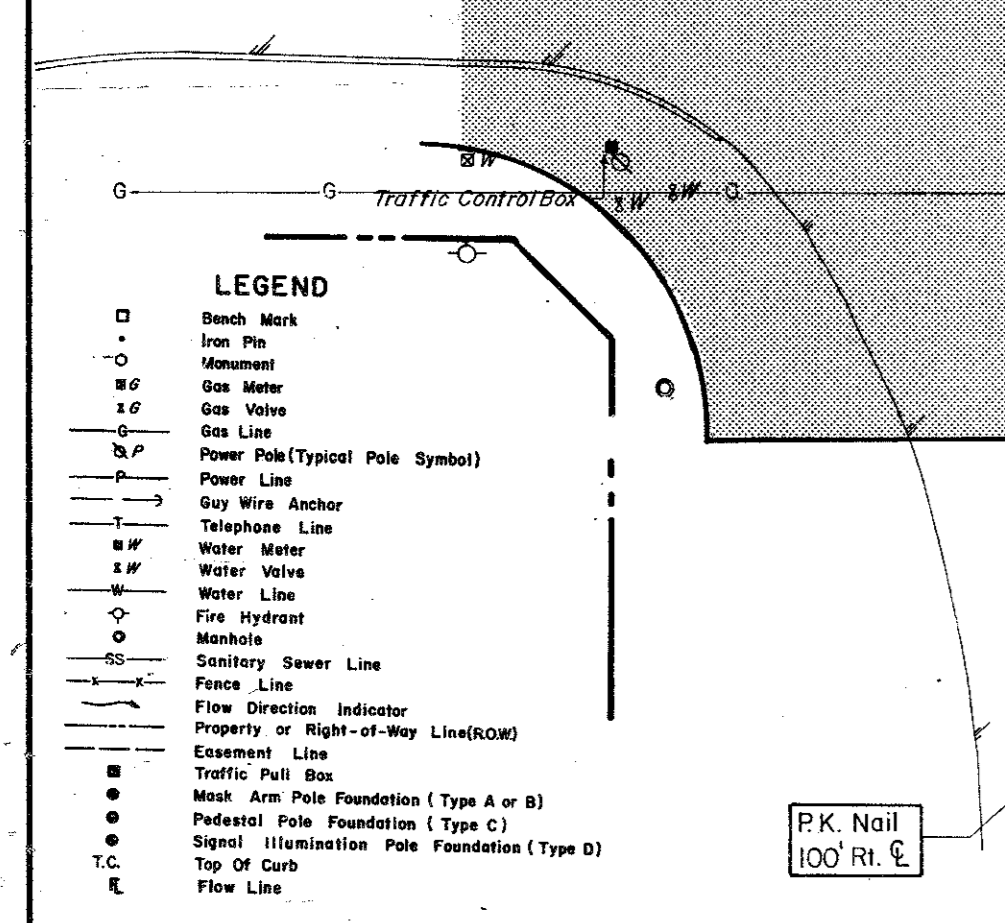 W
G G Traffic Control Box W W G
LEGEND
Bench Mark
Iron Pin
Monument
G Gas Meter
G Gas Valve
G Gas Line
P Power Pole (Typical Pole Symbol)
P Power Line
Guy Wire Anchor
T Telephone Line
W Water Meter
W Water Valve
W Water Line
Fire Hydrant
Manhole
SS Sanitary Sewer Line
x x Fence Line
Flow Direction Indicator
Property or Right-of-Way Line(R.O.W.)
Easement Line
Traffic Pull Box
Mask Arm Pole Foundation ( Type A or B )
Pedestal Pole Foundation ( Type C )
Signal Illumination Pole Foundation ( Type D )
T.C. Top Of Curb
FL Flow Line
P.K. Nail
100' Rt. ℄